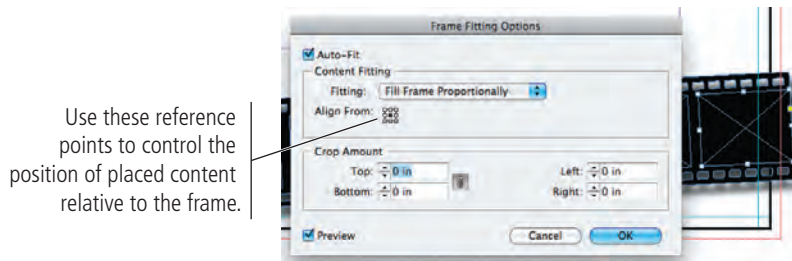 Use these reference
points to control the
position of placed content
relative to the frame.
Frame Fitting Options
Auto-Fit
Content Fitting
Fitting: Fill Frame Proportionally
Align From:
Crop Amount
Top: 0 in
Left: 0 in
Bottom: 0 in
Right: 0 in
Preview
Cancel
OK